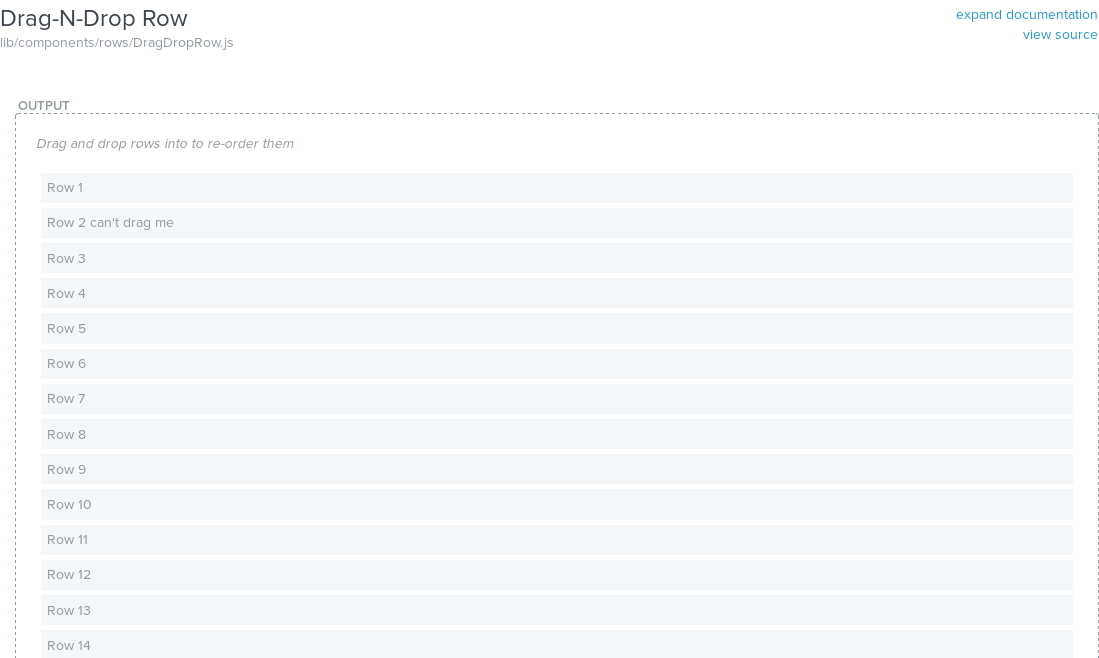 Drag-N-Drop Row
expand documentation
lib/components/rows/DragDropRow.js
view source
OUTPUT
Drag and drop rows into to re-order them
Row 1
Row 2 can't drag me
Row 3
Row 4
Row 5
Row 6
Row 7
Row 8
Row 9
Row 10
Row 11
Row 12
Row 13
Row 14